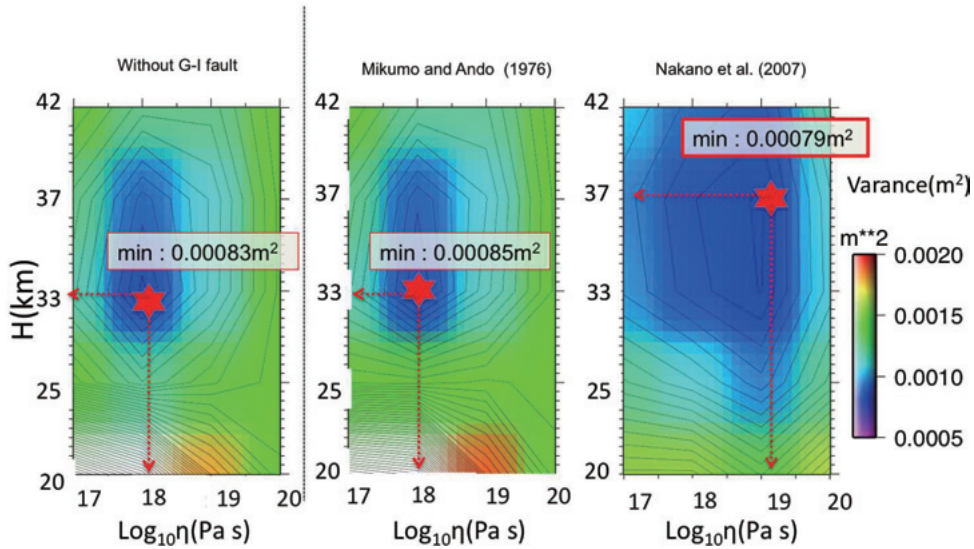 Without G-I fault
Mikumo and Ando (1976)
Nakano et al. (2007)
H(km)
42
37
33
25
20
min : 0.00083m²
17 18 19 20
Log₁₀η(Pa s)
42
37
33
25
20
min : 0.00085m²
17 18 19 20
Log₁₀η(Pa s)
42
37
33
25
20
min : 0.00079m²
17 18 19 20
Log₁₀η(Pa s)
Varance(m²)
m**2
0.0020
0.0015
0.0010
0.0005